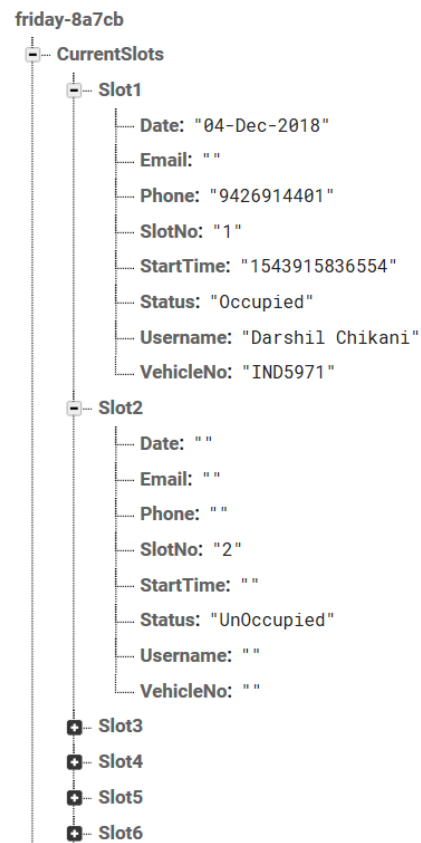 friday-8a7cb
CurrentSlots
Slot1
Date: "04-Dec-2018"
Email: ""
Phone: "9426914401"
SlotNo: "1"
StartTime: "1543915836554"
Status: "Occupied"
Username: "Darshil Chikani"
VehicleNo: "IND5971"
Slot2
Date: ""
Email: ""
Phone: ""
SlotNo: "2"
StartTime: ""
Status: "UnOccupied"
Username: ""
VehicleNo: ""
Slot3
Slot4
Slot5
Slot6